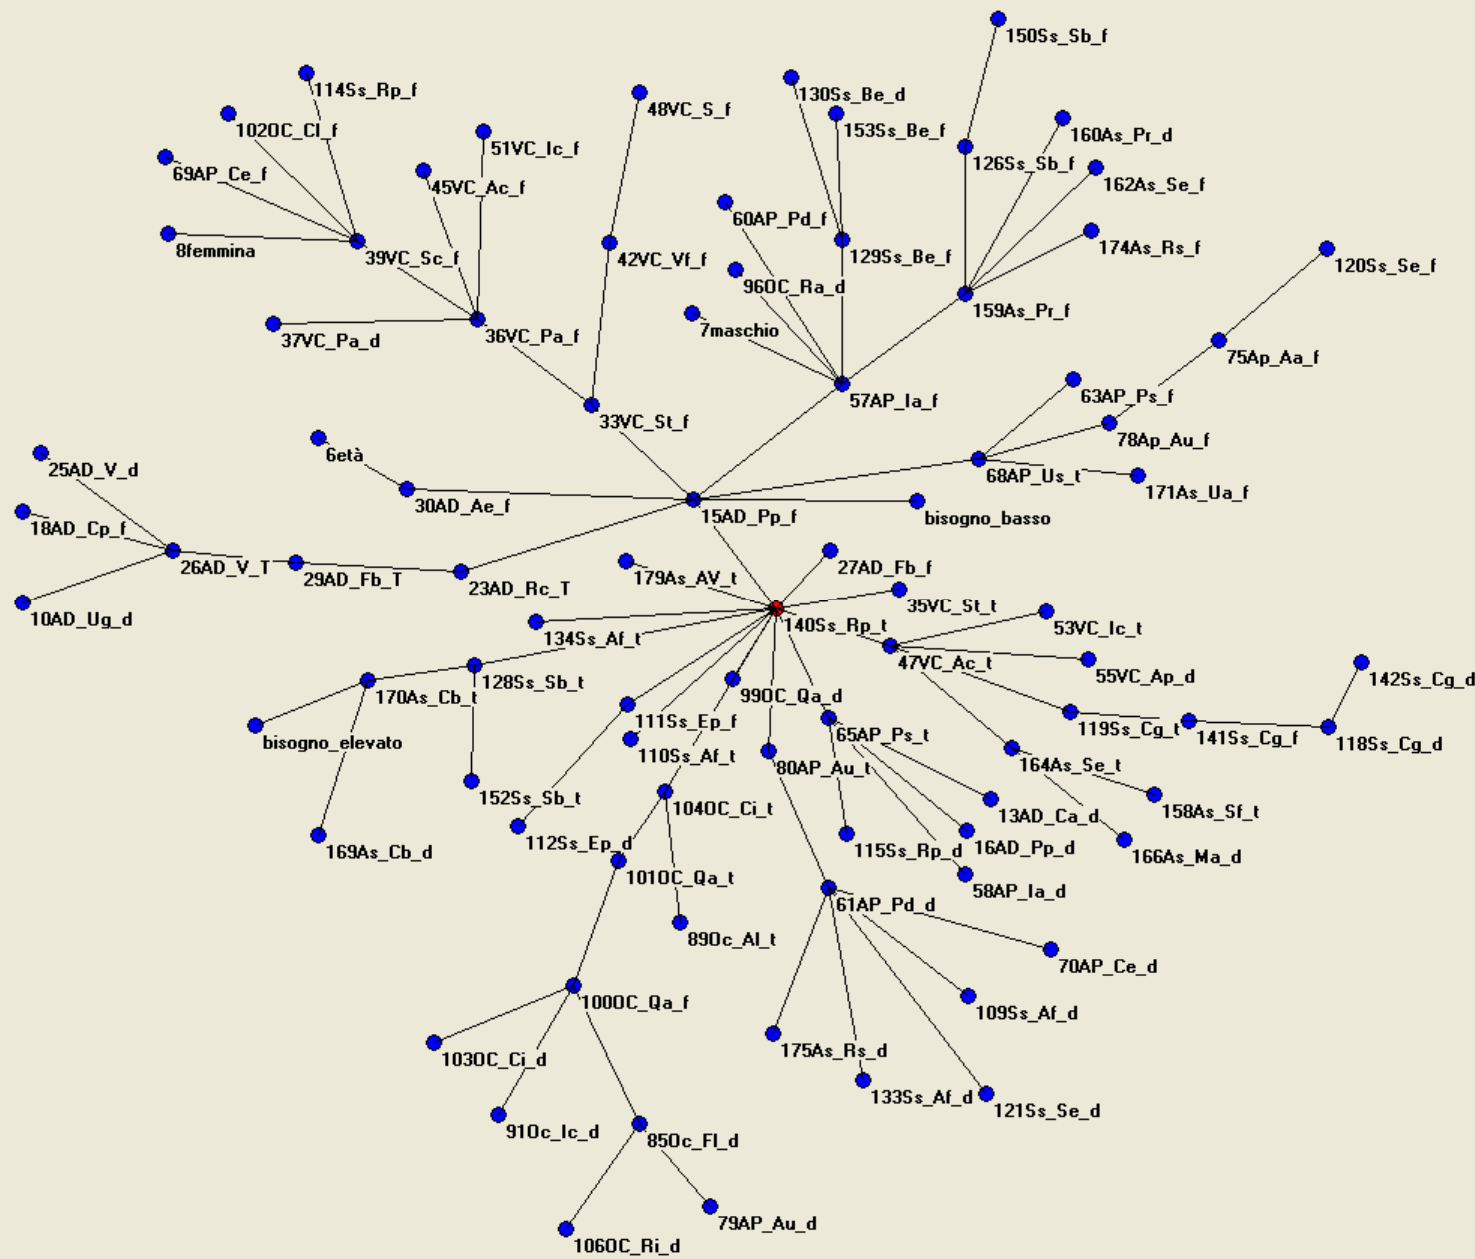 150Ss_Sb_f
114Ss_Rp_f
130Ss_Be_d
48VC_S_f
102OC_Cl_f
153Ss_Be_f
160As_Pr_d
51VC_Ic_f
126Ss_Sb_f
69AP_Ce_f
45VC_Ac_f
162As_Se_f
60AP_Pd_f
8femmina
39VC_Sc_f
42VC_Vf_f
129Ss_Be_f
174As_Rs_f
120Ss_Se_f
96OC_Ra_d
159As_Pr_f
7maschio
37VC_Pa_d
36VC_Pa_f
75Ap_Aa_f
57AP_Ia_f
63AP_Ps_f
33VC_St_f
78Ap_Au_f
6età
25AD_V_d
68AP_Us_t
171As_Ua_f
30AD_Ae_f
15AD_Pp_f
bisogno_basso
18AD_Cp_f
26AD_V_T
29AD_Fb_T
23AD_Rc_T
179As_AV_t
27AD_Fb_f
10AD_Ug_d
35VC_St_t
134Ss_Af_t
140Ss_Rp_t
53VC_Ic_t
47VC_Ac_t
55VC_Ap_d
142Ss_Cg_d
128Ss_Sb_t
170As_Cb_t
99OC_Qa_d
bisogno_elevato
111Ss_Ep_f
65AP_Ps_t
119Ss_Cg_t
141Ss_Cg_f
118Ss_Cg_d
110Ss_Af_t
80AP_Au_t
164As_Se_t
152Ss_Sb_t
104OC_Ci_t
13AD_Ca_d
158As_Sf_t
169As_Cb_d
112Ss_Ep_d
115Ss_Rp_d
16AD_Pp_d
166As_Ma_d
101OC_Qa_t
58AP_Ia_d
61AP_Pd_d
89Oc_Al_t
70AP_Ce_d
100OC_Qa_f
109Ss_Af_d
103OC_Ci_d
175As_Rs_d
133Ss_Af_d
121Ss_Se_d
91Oc_Ic_d
85Oc_Fl_d
79AP_Au_d
106OC_Ri_d